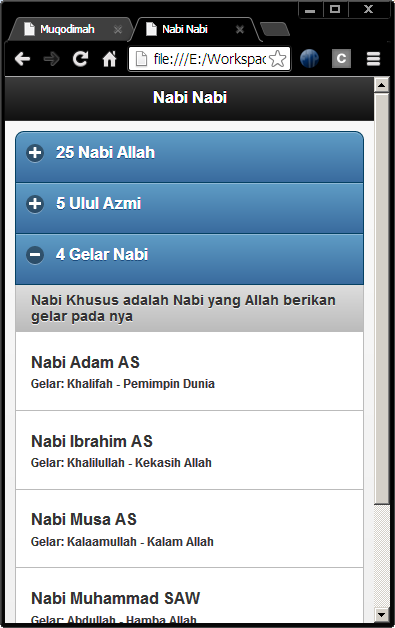 Muqodimah
Nabi Nabi
file:///E:/Workspac
C
Nabi Nabi
25 Nabi Allah
5 Ulul Azmi
4 Gelar Nabi
Nabi Khusus adalah Nabi yang Allah berikan
gelar pada nya
Nabi Adam AS
Gelar: Khalifah - Pemimpin Dunia
Nabi Ibrahim AS
Gelar: Khalilullah - Kekasih Allah
Nabi Musa AS
Gelar: Kalaamullah - Kalam Allah
Nabi Muhammad SAW
Gelar: Abdullah - Hamba Allah